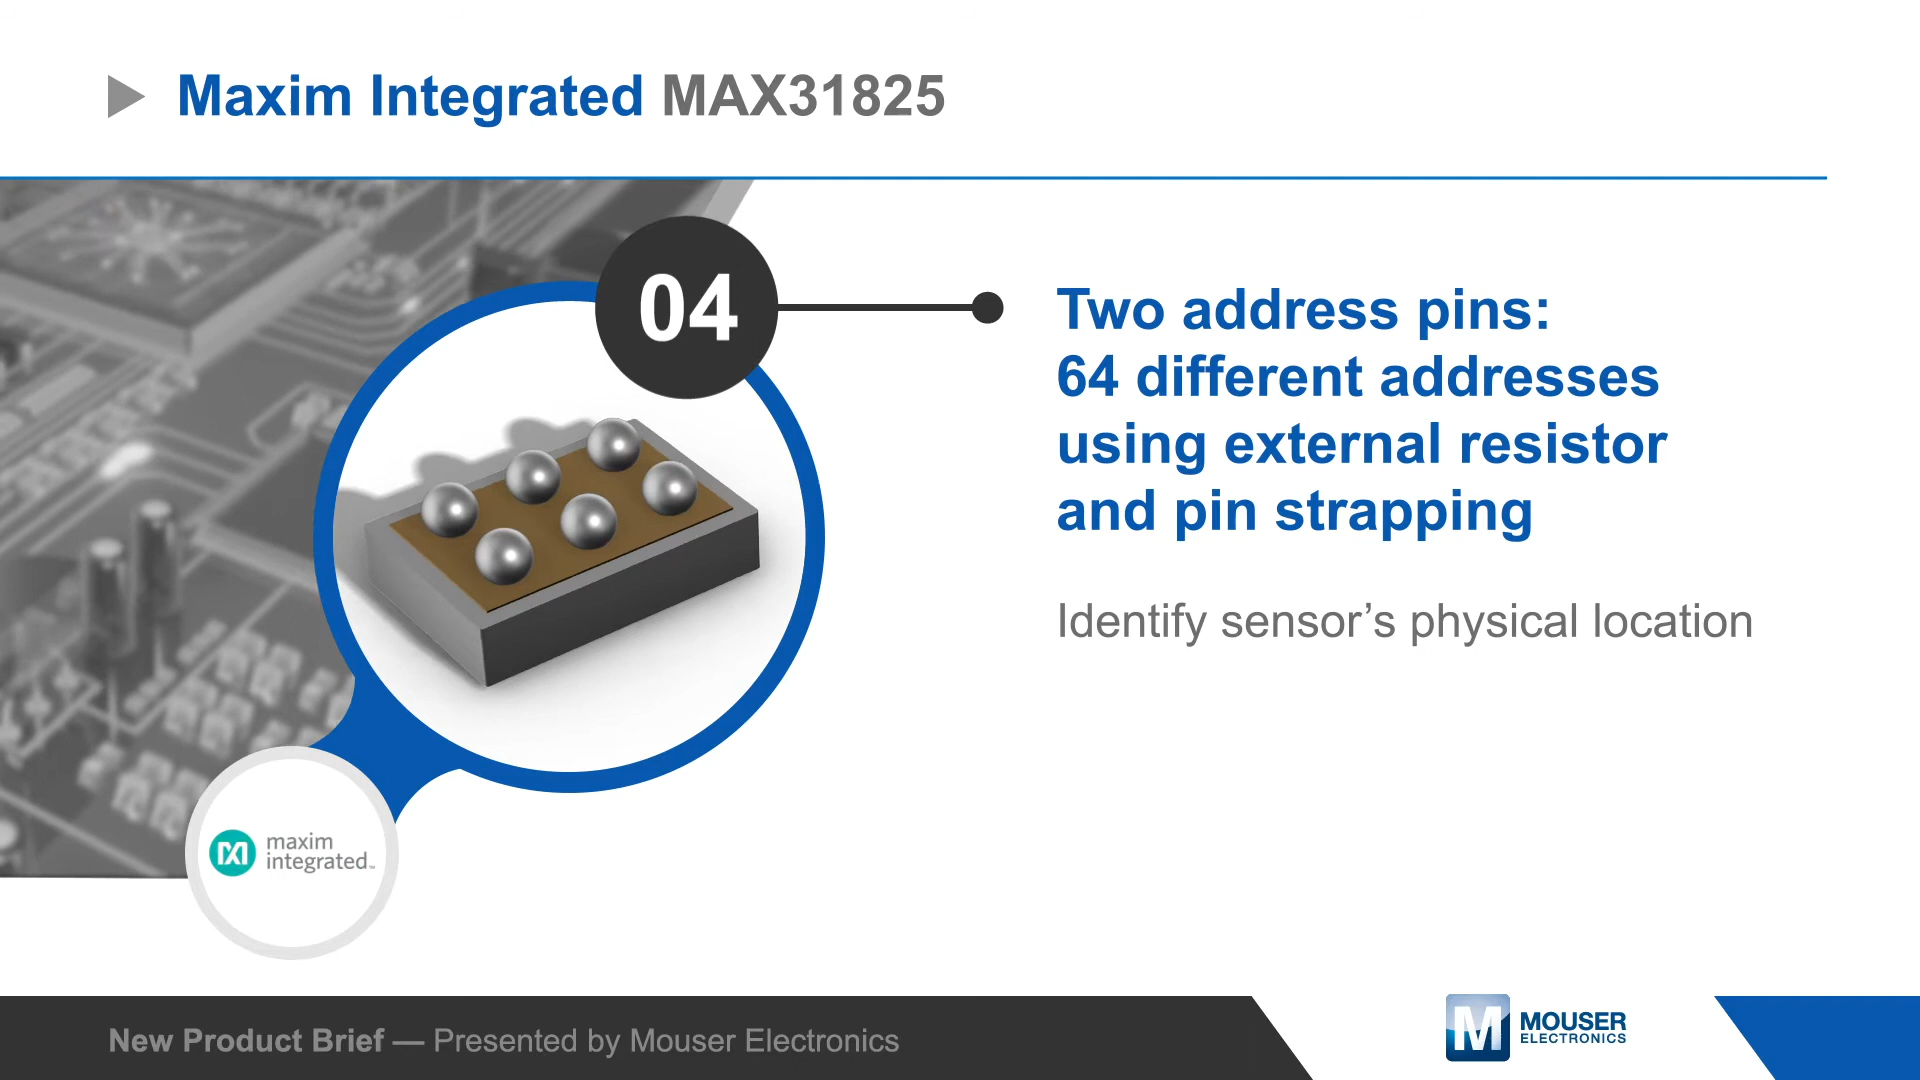 Maxim Integrated MAX31825
04
Two address pins:
64 different addresses
using external resistor
and pin strapping
Identify sensor’s physical location
maxim
integrated™
New Product Brief — Presented by Mouser Electronics
M
MOUSER
ELECTRONICS